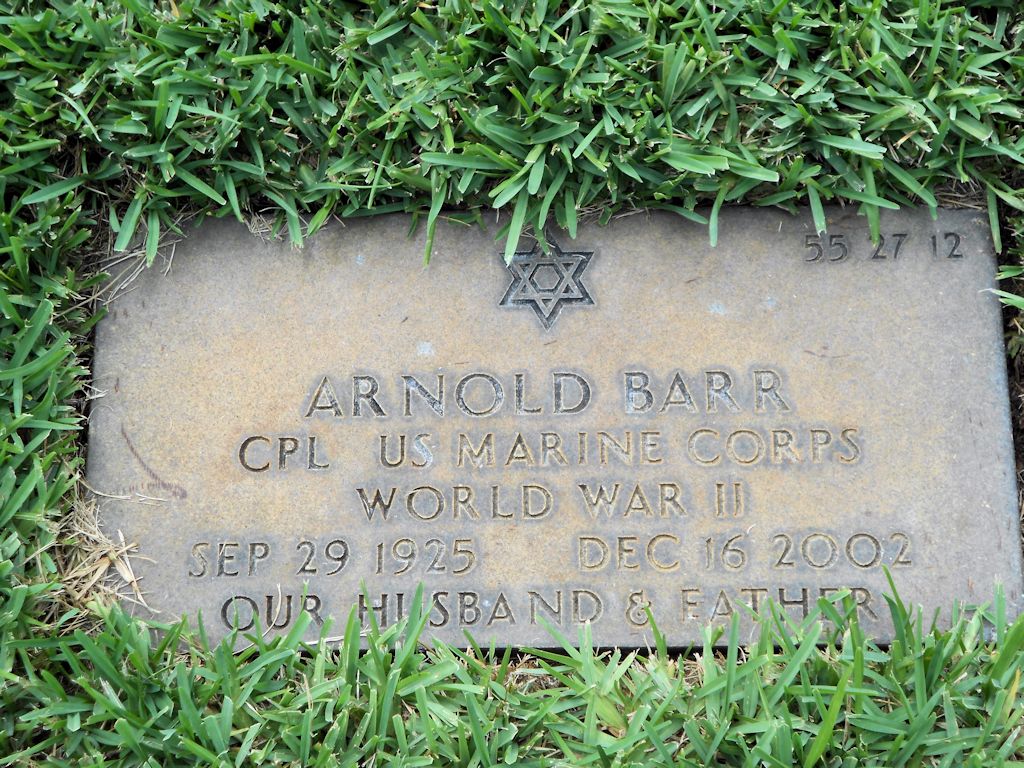 55 27 12
ARNOLD BARR
CPL US MARINE CORPS
WORLD WAR II
SEP 29 1925 DEC 16 2002
OUR HUSBAND & FATHER